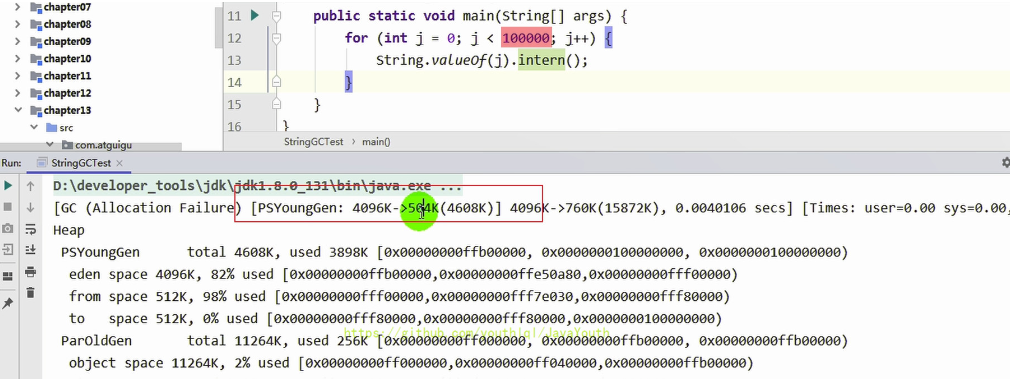 chapter07
chapter08
chapter09
chapter10
chapter11
chapter12
chapter13
src
com.atguigu
11 public static void main(String[] args) {
12 for (int j = 0; j < 100000; j++) {
13 String.valueOf(j).intern();
14 }
15 }
16 }
StringGCTest > main()
Run: StringGCTest ×
D:\developer_tools\jdk\jdk1.8.0_131\bin\java.exe ...
[GC (Allocation Failure) [PSYoungGen: 4096K->504K(4608K)] 4096K->760K(15872K), 0.0040106 secs] [Times: user=0.00 sys=0.00,
Heap
PSYoungGen total 4608K, used 3898K [0x00000000ffb00000, 0x0000000100000000, 0x0000000100000000)
eden space 4096K, 82% used [0x00000000ffb00000,0x00000000ffe50a80,0x00000000fff00000)
from space 512K, 98% used [0x00000000fff00000,0x00000000fff7e030,0x00000000fff80000)
to space 512K, 0% used [0x00000000fff80000,0x00000000fff80000,0x0000000100000000)
https://github.com/youthlql/JavaYouth
ParOldGen total 11264K, used 256K [0x00000000ff000000, 0x00000000ffb00000, 0x00000000ffb00000)
object space 11264K, 2% used [0x00000000ff000000,0x00000000ff040000,0x00000000ffb00000)